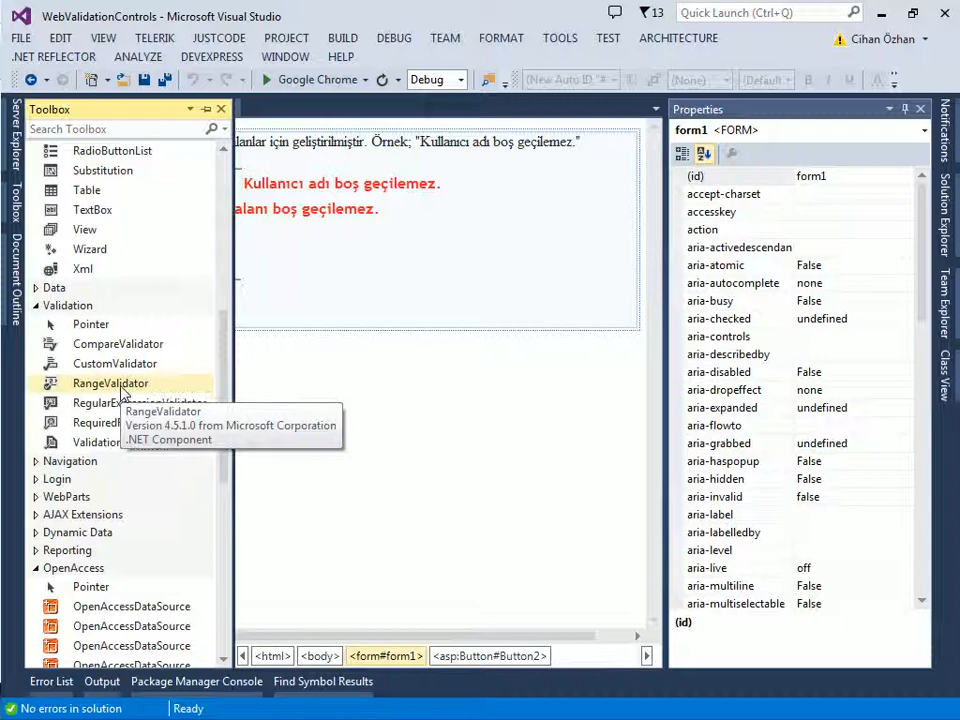 WebValidationControls - Microsoft Visual Studio
13
Quick Launch (Ctrl+Q)
FILE EDIT VIEW TELERIK JUSTCODE PROJECT BUILD DEBUG TEAM FORMAT TOOLS TEST ARCHITECTURE
Cihan Özhan
.NET REFLECTOR ANALYZE DEVEXPRESS WINDOW HELP
Google Chrome Debug (New Auto ID "# (None) (Default B I U A
Server Explorer
Toolbox
Document Outline
Toolbox
Search Toolbox
RadioButtonList
Substitution
Table
TextBox
View
Wizard
Xml
Data
Validation
Pointer
CompareValidator
CustomValidator
RangeValidator
RangeValidator
Version 4.5.1.0 from Microsoft Corporation
.NET Component
Navigation
Login
WebParts
AJAX Extensions
Dynamic Data
Reporting
OpenAccess
Pointer
OpenAccessDataSource
OpenAccessDataSource
OpenAccessDataSource
OpenAccessDataSource
lanlar için geliştirilmiştir. Örnek; "Kullanıcı adı boş geçilemez."
Kullanıcı adı boş geçilemez.
alanı boş geçilemez.
<html> <body> <form#form1> <asp:Button#Button2>
Properties
form1 <FORM>
(id) form1
accept-charset
accesskey
action
aria-activedescendan
aria-atomic False
aria-autocomplete none
aria-busy False
aria-checked undefined
aria-controls
aria-describedby
aria-disabled False
aria-dropeffect none
aria-expanded undefined
aria-flowto
aria-grabbed undefined
aria-haspopup False
aria-hidden False
aria-invalid false
aria-label
aria-labelledby
aria-level
aria-live off
aria-multiline False
aria-multiselectable False
(id)
Notifications
Solution Explorer
Team Explorer
Class View
Error List Output Package Manager Console Find Symbol Results
No errors in solution Ready